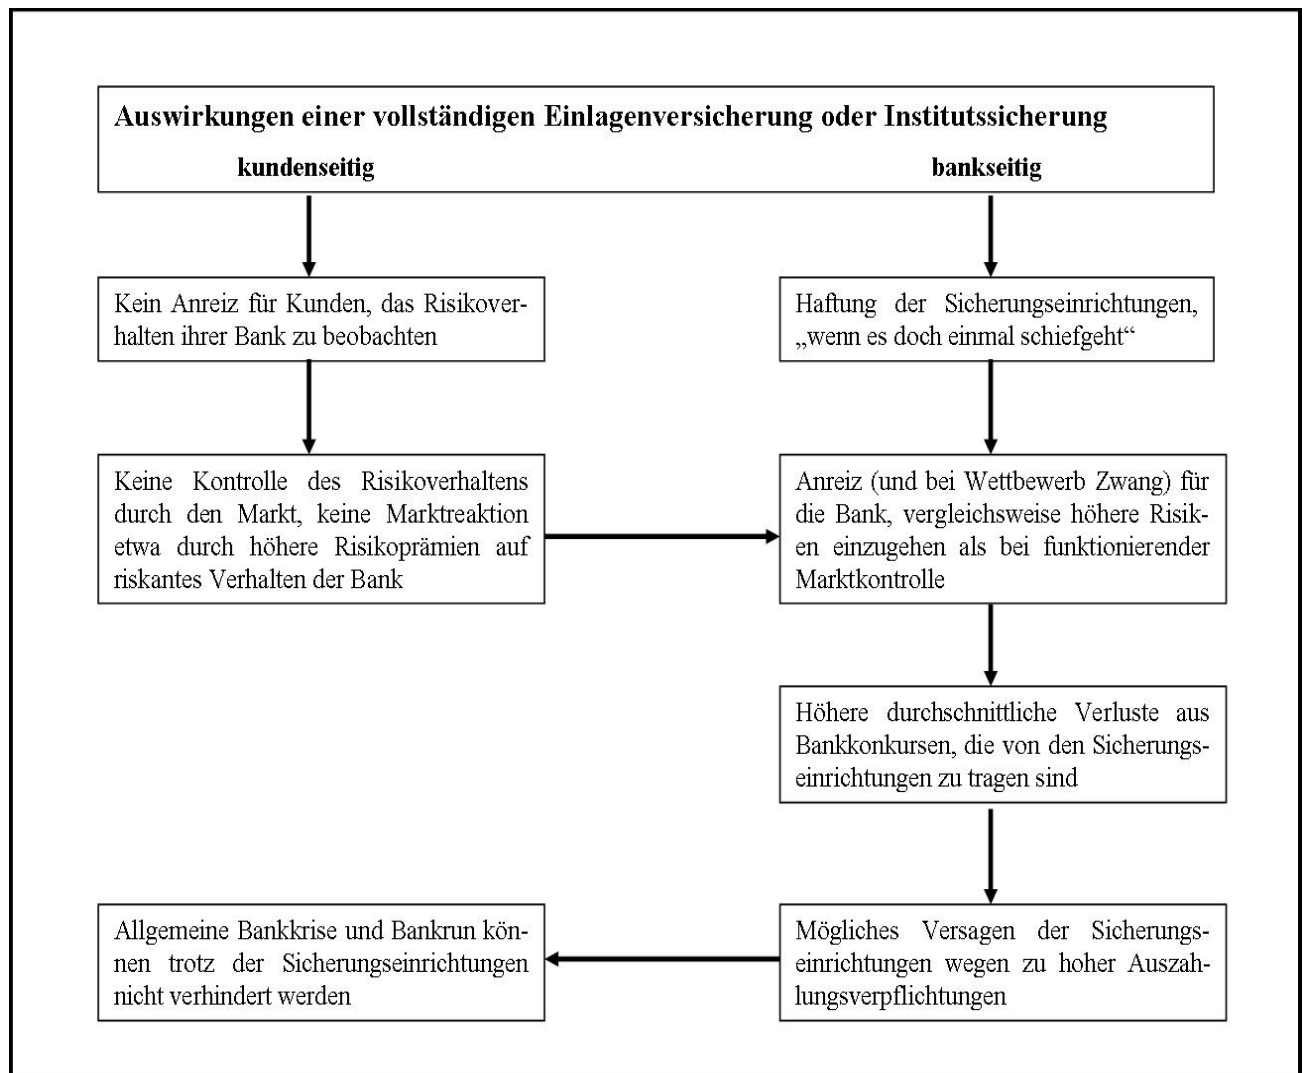 Auswirkungen einer vollständigen Einlagenversicherung oder Institutssicherung
kundenseitig
bankseitig
Kein Anreiz für Kunden, das Risikover-
halten ihrer Bank zu beobachten
Haftung der Sicherungseinrichtungen,
„wenn es doch einmal schiefgeht“
Keine Kontrolle des Risikoverhaltens
durch den Markt, keine Marktreaktion
etwa durch höhere Risikoprämien auf
riskantes Verhalten der Bank
Anreiz (und bei Wettbewerb Zwang) für
die Bank, vergleichsweise höhere Risik-
en einzugehen als bei funktionierender
Marktkontrolle
Höhere durchschnittliche Verluste aus
Bankkonkursen, die von den Sicherungs-
einrichtungen zu tragen sind
Mögliches Versagen der Sicherungs-
einrichtungen wegen zu hoher Auszah-
lungsverpflichtungen
Allgemeine Bankkrise und Bankrun kön-
nen trotz der Sicherungseinrichtungen
nicht verhindert werden